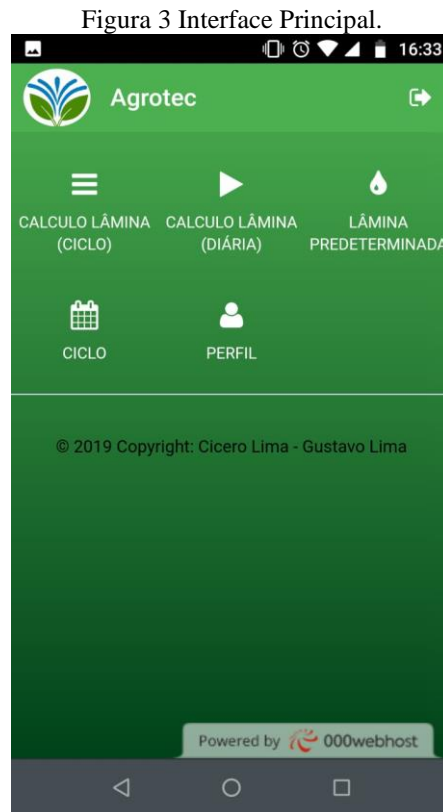 Figura 3 Interface Principal.
16:33
Agrotec
CALCULO LÂMINA
(CICLO)
CALCULO LÂMINA
(DIÁRIA)
LÂMINA
PREDETERMINADA
CICLO
PERFIL
© 2019 Copyright: Cicero Lima - Gustavo Lima
Powered by 000webhost